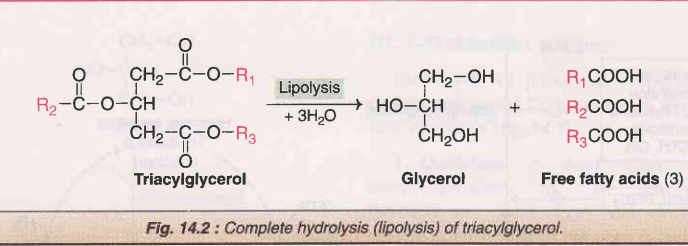 O
CH2–C–O–R1
O
R2–C–O–CH
CH2–C–O–R3
O
Triacylglycerol
Lipolysis
+ 3H2O
CH2–OH
HO–C–H
CH2OH
Glycerol
+
R1COOH
R2COOH
R3COOH
Free fatty acids (3)
Fig. 14.2 : Complete hydrolysis (lipolysis) of triacylglycerol.